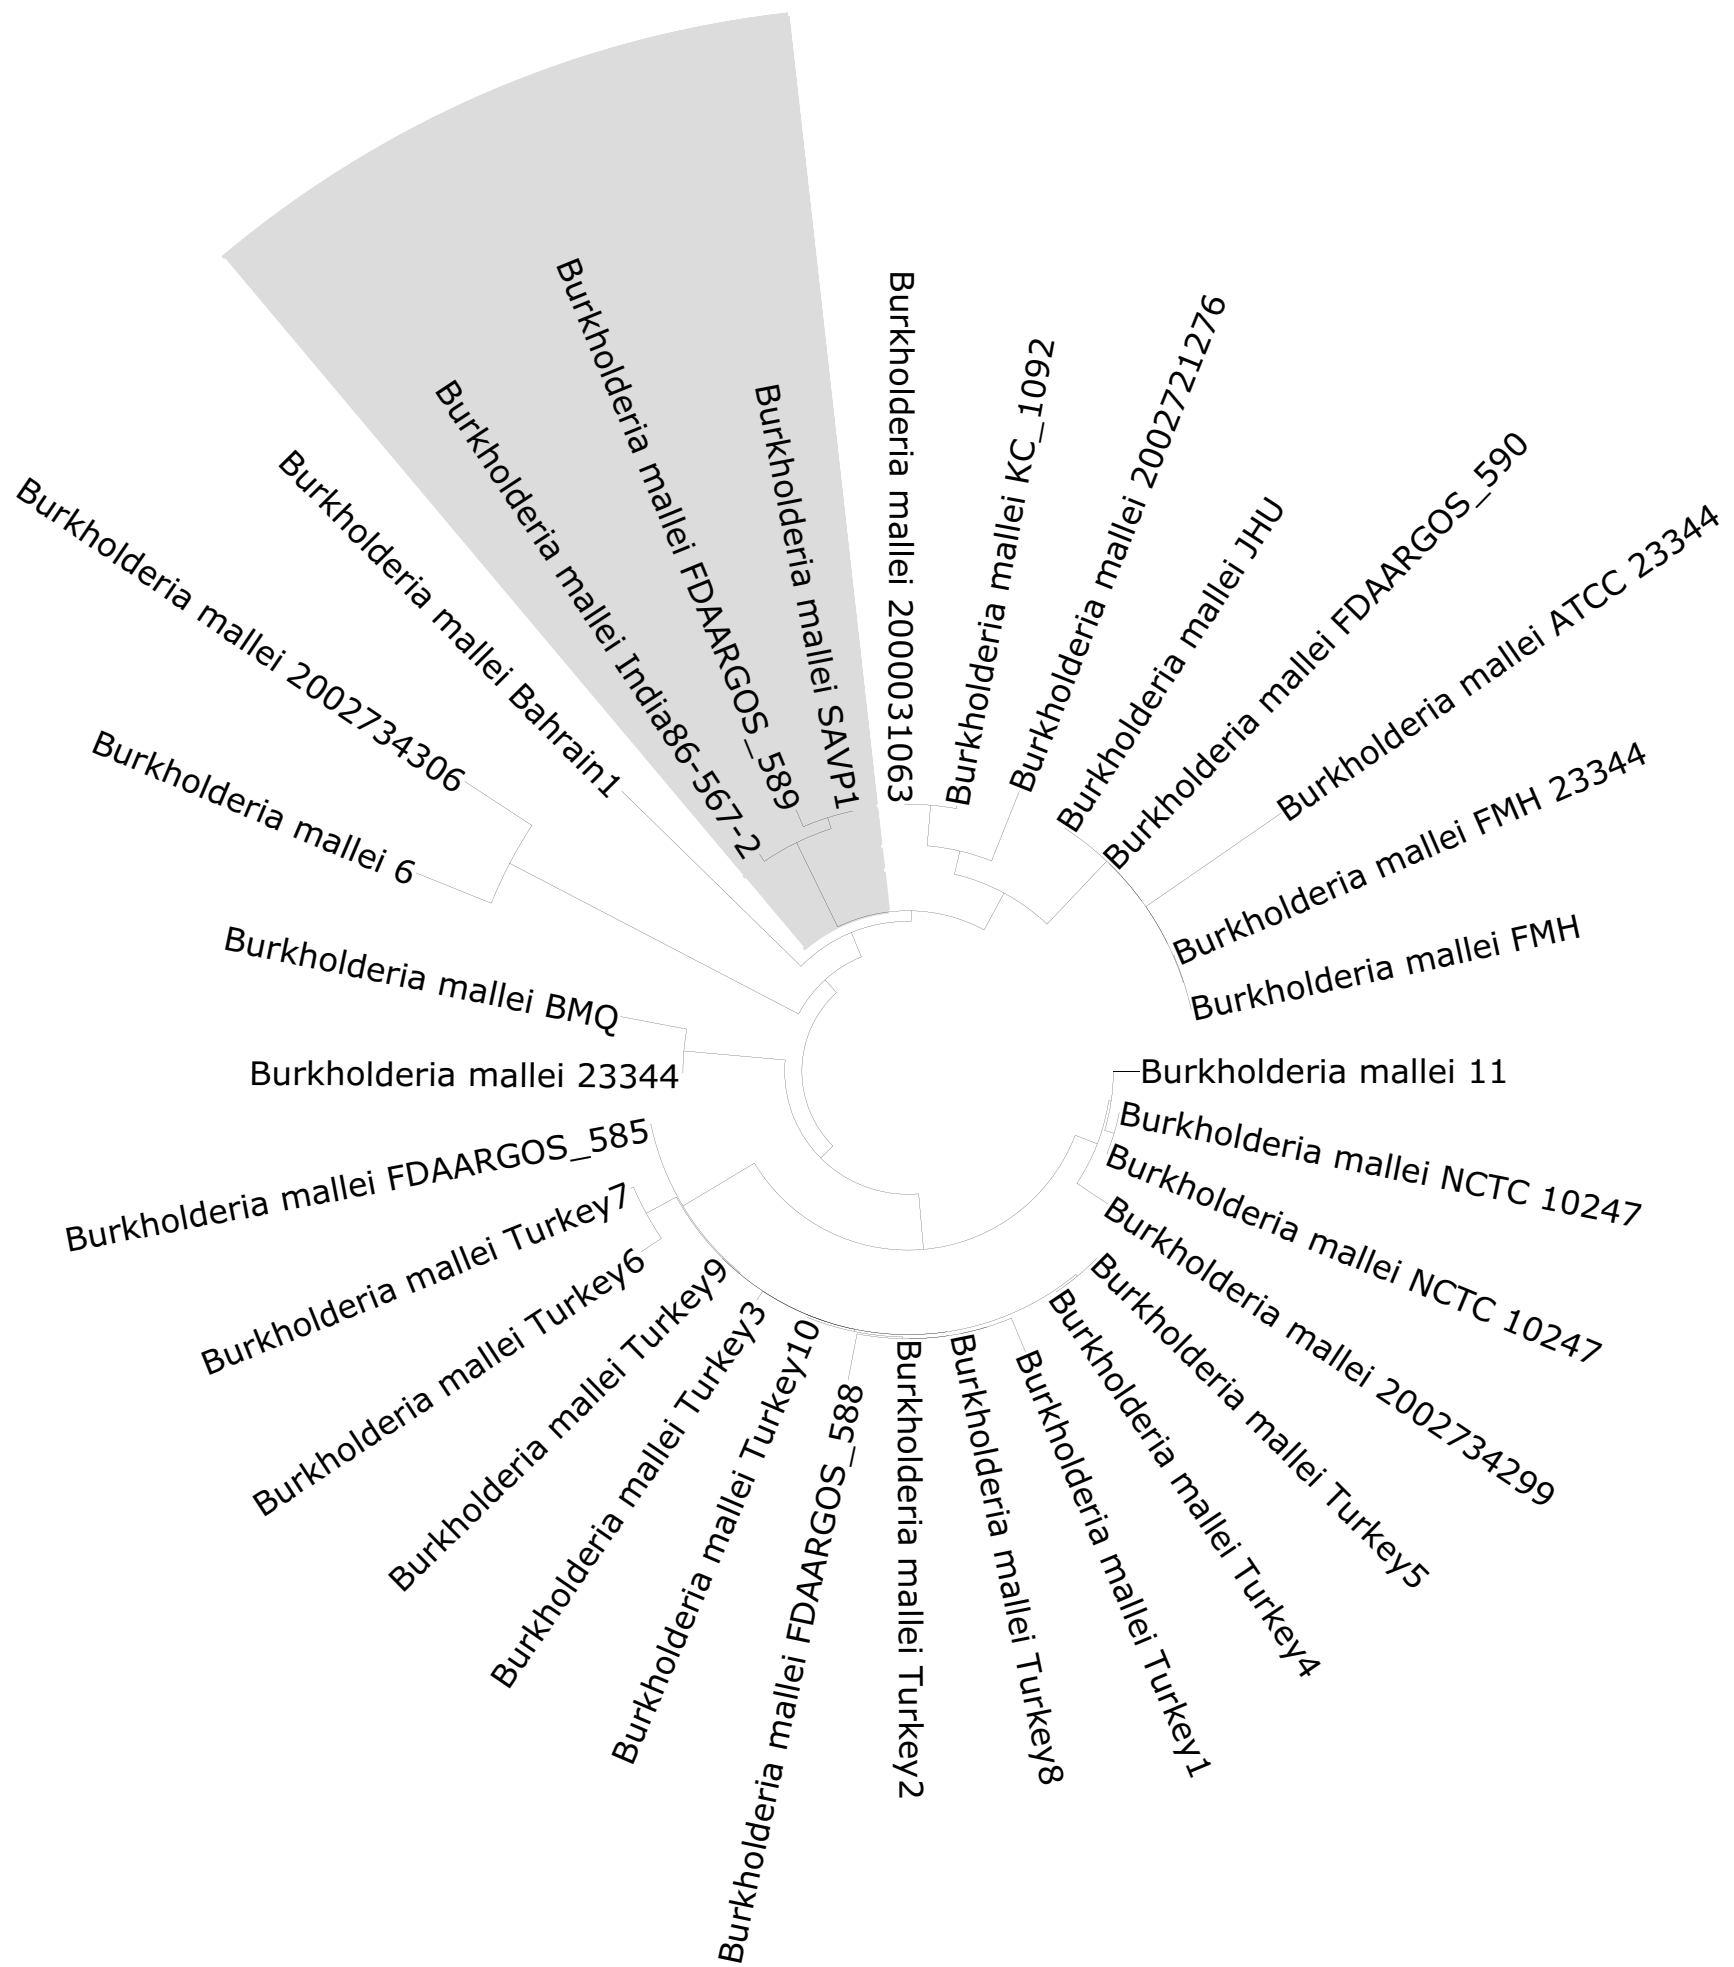 Burkholderia mallei 2000031063
Burkholderia mallei KC_1092
Burkholderia mallei 2002721276
Burkholderia mallei JHU
Burkholderia mallei FDAARGOS_590
Burkholderia mallei ATCC 23344
Burkholderia mallei FMH 23344
Burkholderia mallei FMH
Burkholderia mallei 11
Burkholderia mallei NCTC 10247
Burkholderia mallei NCTC 10247
Burkholderia mallei 2002734299
Burkholderia mallei Turkey5
Burkholderia mallei Turkey4
Burkholderia mallei Turkey1
Burkholderia mallei Turkey8
Burkholderia mallei Turkey2
Burkholderia mallei FDAARGOS_588
Burkholderia mallei Turkey10
Burkholderia mallei Turkey3
Burkholderia mallei Turkey9
Burkholderia mallei Turkey6
Burkholderia mallei Turkey7
Burkholderia mallei FDAARGOS_585
Burkholderia mallei 23344
Burkholderia mallei BMQ
Burkholderia mallei 6
Burkholderia mallei 2002734306
Burkholderia mallei Bahrain1
Burkholderia mallei India86-567-2
Burkholderia mallei FDAARGOS_589
Burkholderia mallei SAVP1